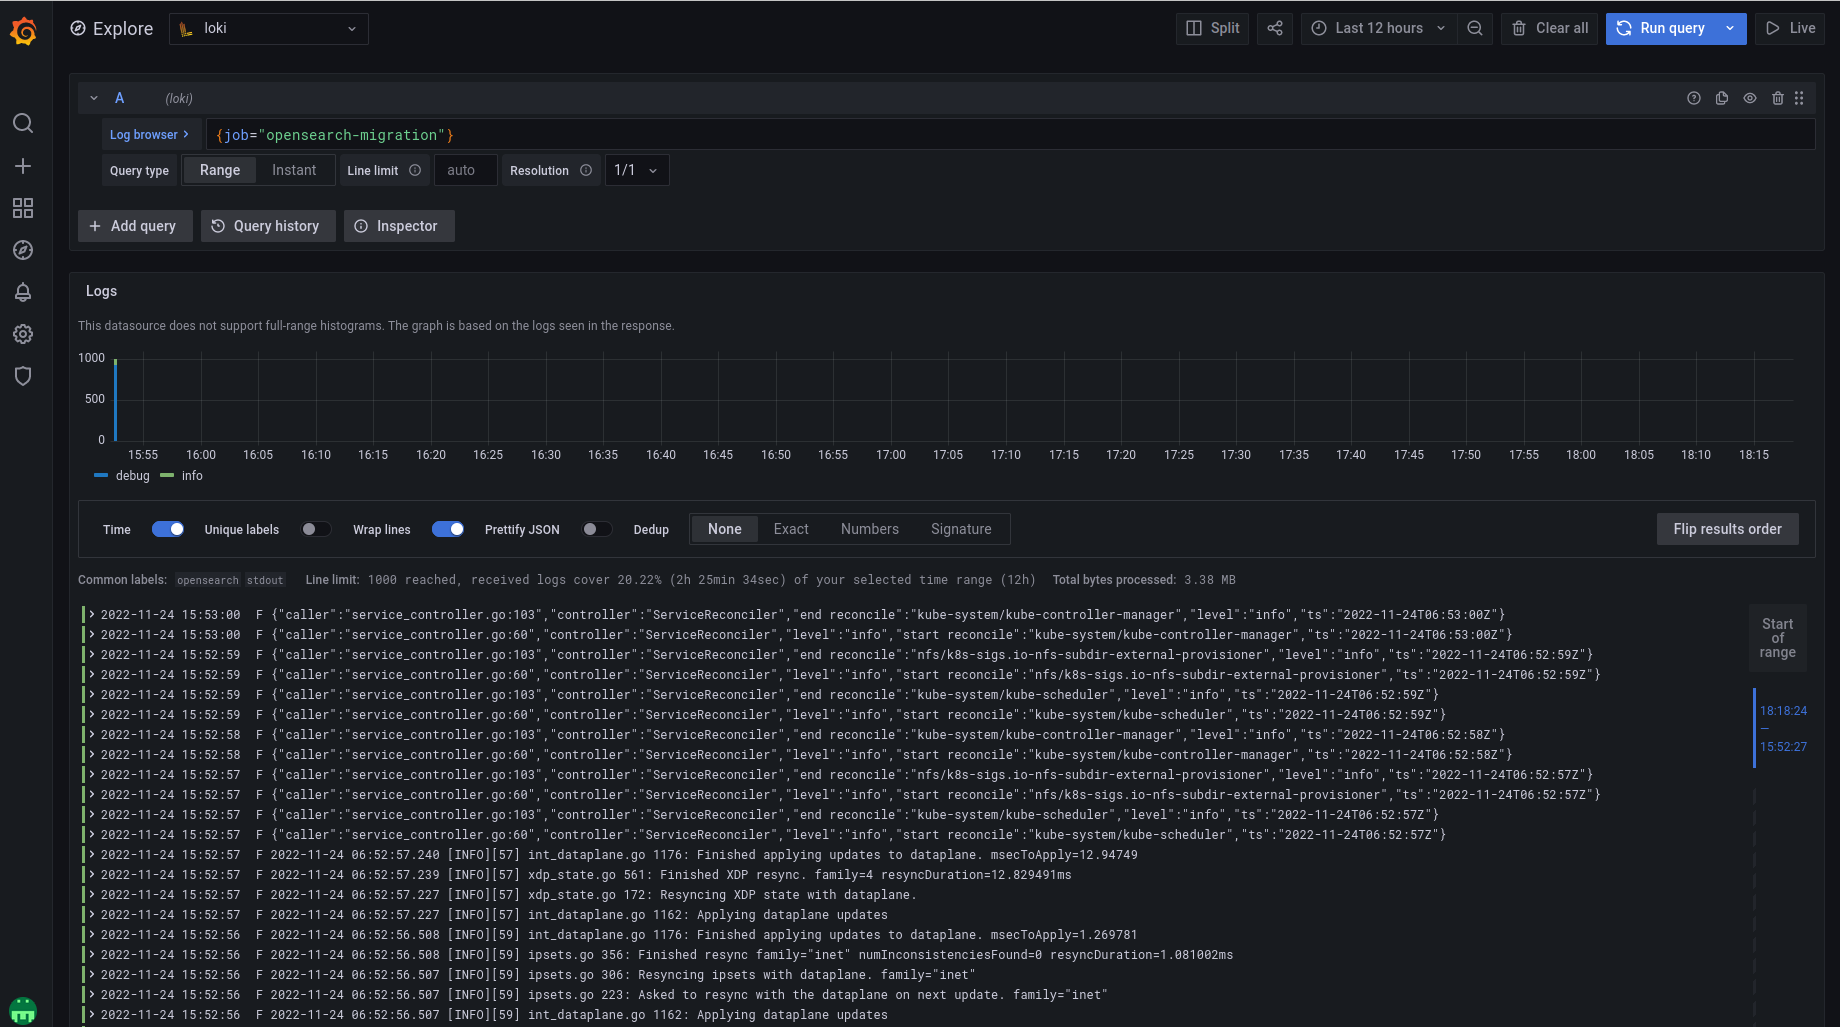 Explore loki Split Last 12 hours Clear all Run query Live
A (loki)
Log browser {job="opensearch-migration"}
Query type Range Instant Line limit auto Resolution 1/1
Add query Query history Inspector
Logs
This datasource does not support full-range histograms. The graph is based on the logs seen in the response.
1000
500
0
15:55 16:00 16:05 16:10 16:15 16:20 16:25 16:30 16:35 16:40 16:45 16:50 16:55 17:00 17:05 17:10 17:15 17:20 17:25 17:30 17:35 17:40 17:45 17:50 17:55 18:00 18:05 18:10 18:15
debug info
Time Unique labels Wrap lines Prettify JSON Dedup None Exact Numbers Signature Flip results order
Common labels: opensearch stdout Line limit: 1000 reached, received logs cover 20.22% (2h 25min 34sec) of your selected time range (12h) Total bytes processed: 3.38 MB
2022-11-24 15:53:00 F {"caller":"service_controller.go:103","controller":"ServiceReconciler","end reconcile":"kube-system/kube-controller-manager","level":"info","ts":"2022-11-24T06:53:00Z"}
2022-11-24 15:53:00 F {"caller":"service_controller.go:60","controller":"ServiceReconciler","level":"info","start reconcile":"kube-system/kube-controller-manager","ts":"2022-11-24T06:53:00Z"}
2022-11-24 15:52:59 F {"caller":"service_controller.go:103","controller":"ServiceReconciler","end reconcile":"nfs/k8s-sigs.io-nfs-subdir-external-provisioner","level":"info","ts":"2022-11-24T06:52:59Z"}
2022-11-24 15:52:59 F {"caller":"service_controller.go:60","controller":"ServiceReconciler","level":"info","start reconcile":"nfs/k8s-sigs.io-nfs-subdir-external-provisioner","ts":"2022-11-24T06:52:59Z"}
2022-11-24 15:52:59 F {"caller":"service_controller.go:103","controller":"ServiceReconciler","end reconcile":"kube-system/kube-scheduler","level":"info","ts":"2022-11-24T06:52:59Z"}
2022-11-24 15:52:59 F {"caller":"service_controller.go:60","controller":"ServiceReconciler","level":"info","start reconcile":"kube-system/kube-scheduler","ts":"2022-11-24T06:52:59Z"}
2022-11-24 15:52:58 F {"caller":"service_controller.go:103","controller":"ServiceReconciler","end reconcile":"kube-system/kube-controller-manager","level":"info","ts":"2022-11-24T06:52:58Z"}
2022-11-24 15:52:58 F {"caller":"service_controller.go:60","controller":"ServiceReconciler","level":"info","start reconcile":"kube-system/kube-controller-manager","ts":"2022-11-24T06:52:58Z"}
2022-11-24 15:52:57 F {"caller":"service_controller.go:103","controller":"ServiceReconciler","end reconcile":"nfs/k8s-sigs.io-nfs-subdir-external-provisioner","level":"info","ts":"2022-11-24T06:52:57Z"}
2022-11-24 15:52:57 F {"caller":"service_controller.go:60","controller":"ServiceReconciler","level":"info","start reconcile":"nfs/k8s-sigs.io-nfs-subdir-external-provisioner","ts":"2022-11-24T06:52:57Z"}
2022-11-24 15:52:57 F {"caller":"service_controller.go:103","controller":"ServiceReconciler","end reconcile":"kube-system/kube-scheduler","level":"info","ts":"2022-11-24T06:52:57Z"}
2022-11-24 15:52:57 F {"caller":"service_controller.go:60","controller":"ServiceReconciler","level":"info","start reconcile":"kube-system/kube-scheduler","ts":"2022-11-24T06:52:57Z"}
2022-11-24 15:52:57 F 2022-11-24 06:52:57.240 [INFO][57] int_dataplane.go 1176: Finished applying updates to dataplane. msecToApply=12.94749
2022-11-24 15:52:57 F 2022-11-24 06:52:57.239 [INFO][57] xdp_state.go 561: Finished XDP resync. family=4 resyncDuration=12.829491ms
2022-11-24 15:52:57 F 2022-11-24 06:52:57.227 [INFO][57] xdp_state.go 172: Resyncing XDP state with dataplane.
2022-11-24 15:52:57 F 2022-11-24 06:52:57.227 [INFO][57] int_dataplane.go 1162: Applying dataplane updates
2022-11-24 15:52:56 F 2022-11-24 06:52:56.508 [INFO][59] int_dataplane.go 1176: Finished applying updates to dataplane. msecToApply=1.269781
2022-11-24 15:52:56 F 2022-11-24 06:52:56.508 [INFO][59] ipsets.go 356: Finished resync family="inet" numInconsistenciesFound=0 resyncDuration=1.081002ms
2022-11-24 15:52:56 F 2022-11-24 06:52:56.507 [INFO][59] ipsets.go 306: Resyncing ipsets with dataplane. family="inet"
2022-11-24 15:52:56 F 2022-11-24 06:52:56.507 [INFO][59] ipsets.go 223: Asked to resync with the dataplane on next update. family="inet"
2022-11-24 15:52:56 F 2022-11-24 06:52:56.507 [INFO][59] int_dataplane.go 1162: Applying dataplane updates
Start
of
range
18:18:24
—
15:52:27